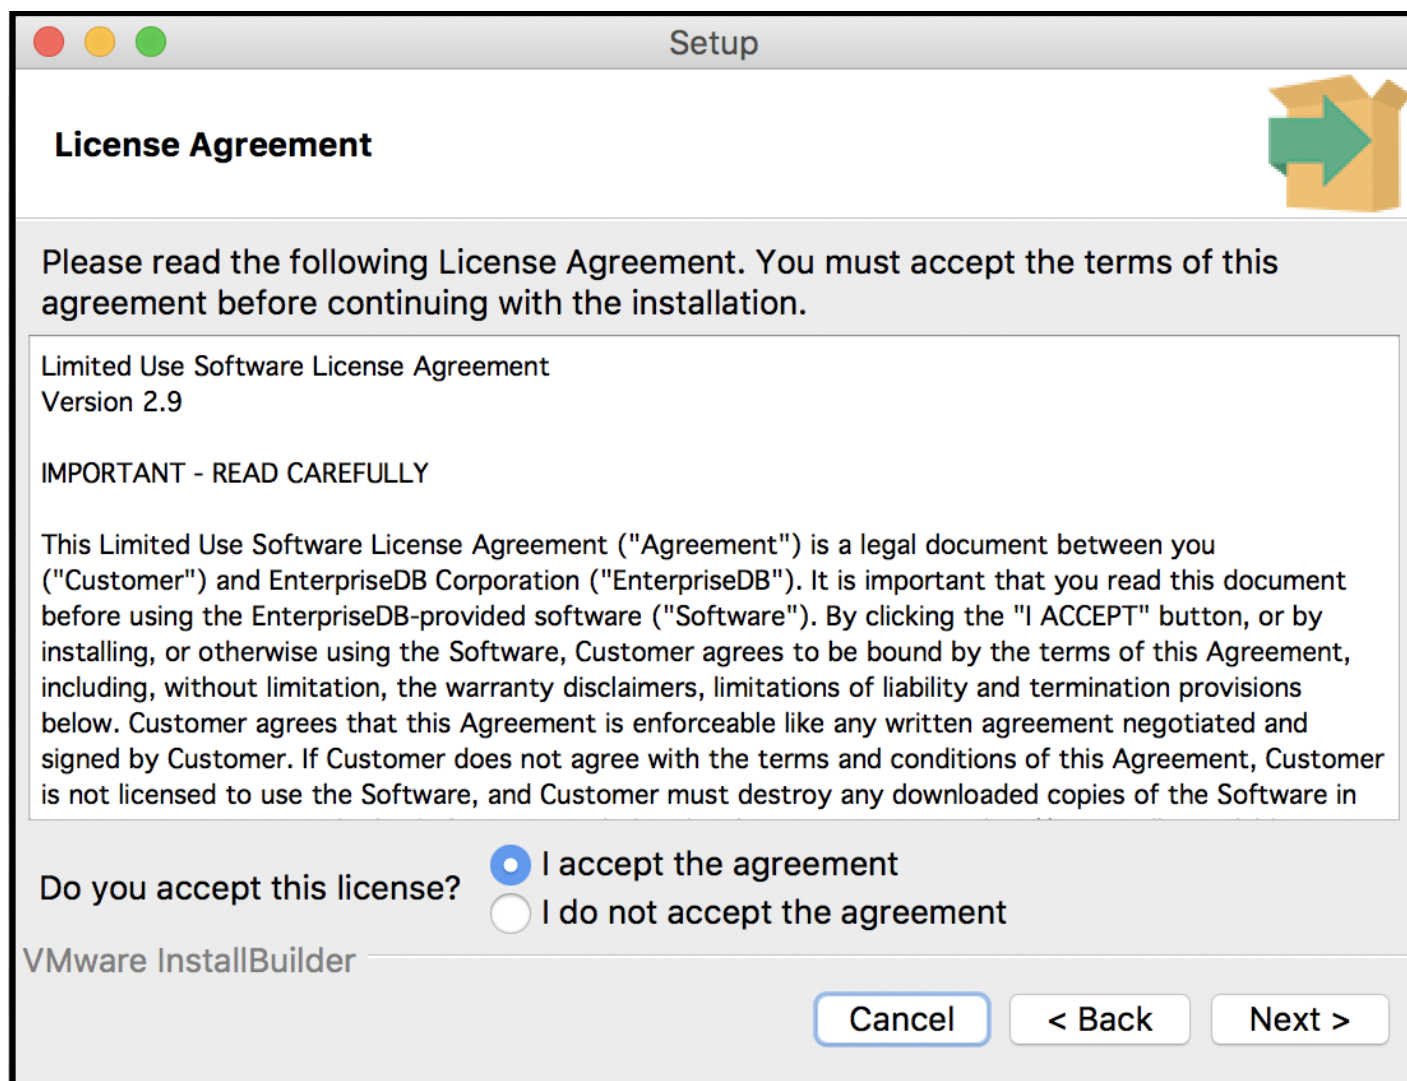 Setup
License Agreement
Please read the following License Agreement. You must accept the terms of this
agreement before continuing with the installation.
Limited Use Software License Agreement
Version 2.9
IMPORTANT - READ CAREFULLY
This Limited Use Software License Agreement ("Agreement") is a legal document between you
("Customer") and EnterpriseDB Corporation ("EnterpriseDB"). It is important that you read this document
before using the EnterpriseDB-provided software ("Software"). By clicking the "I ACCEPT" button, or by
installing, or otherwise using the Software, Customer agrees to be bound by the terms of this Agreement,
including, without limitation, the warranty disclaimers, limitations of liability and termination provisions
below. Customer agrees that this Agreement is enforceable like any written agreement negotiated and
signed by Customer. If Customer does not agree with the terms and conditions of this Agreement, Customer
is not licensed to use the Software, and Customer must destroy any downloaded copies of the Software in
Do you accept this license?
I accept the agreement
I do not accept the agreement
VMware InstallBuilder
Cancel
< Back
Next >